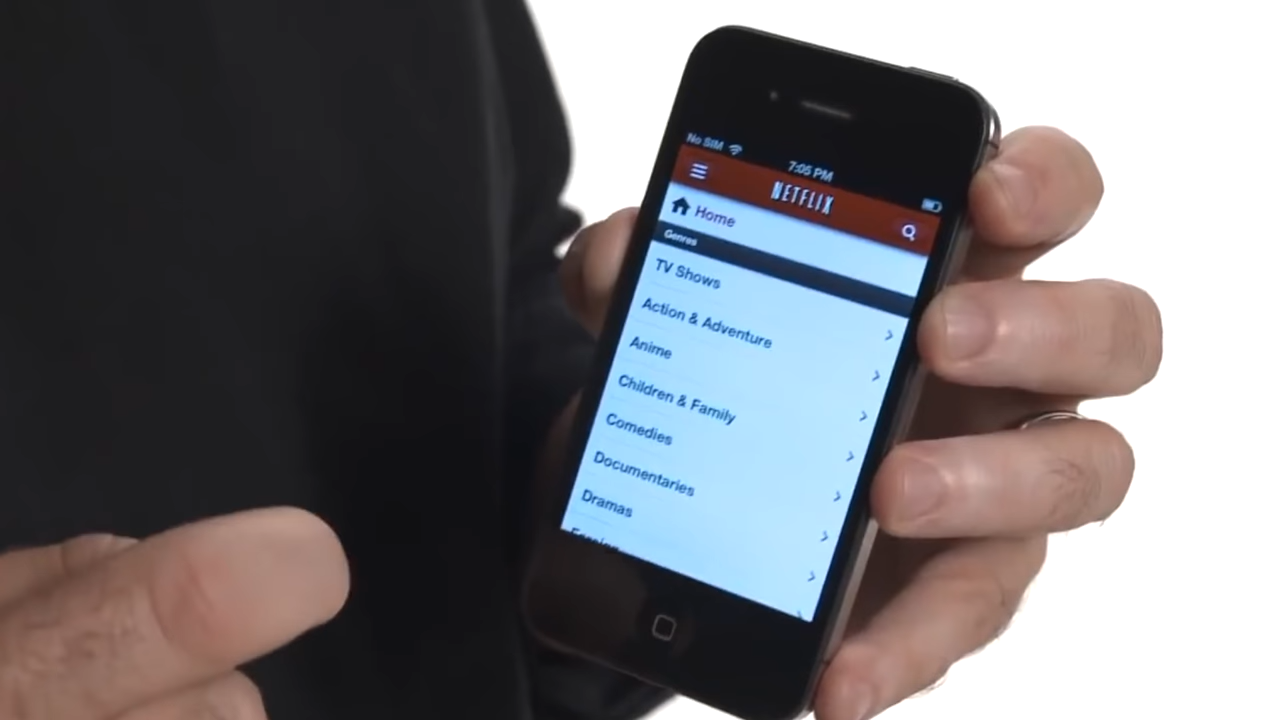 No SIM 7:05 PM
NETFLIX
Home
Genres
TV Shows
Action & Adventure
Anime
Children & Family
Comedies
Documentaries
Dramas